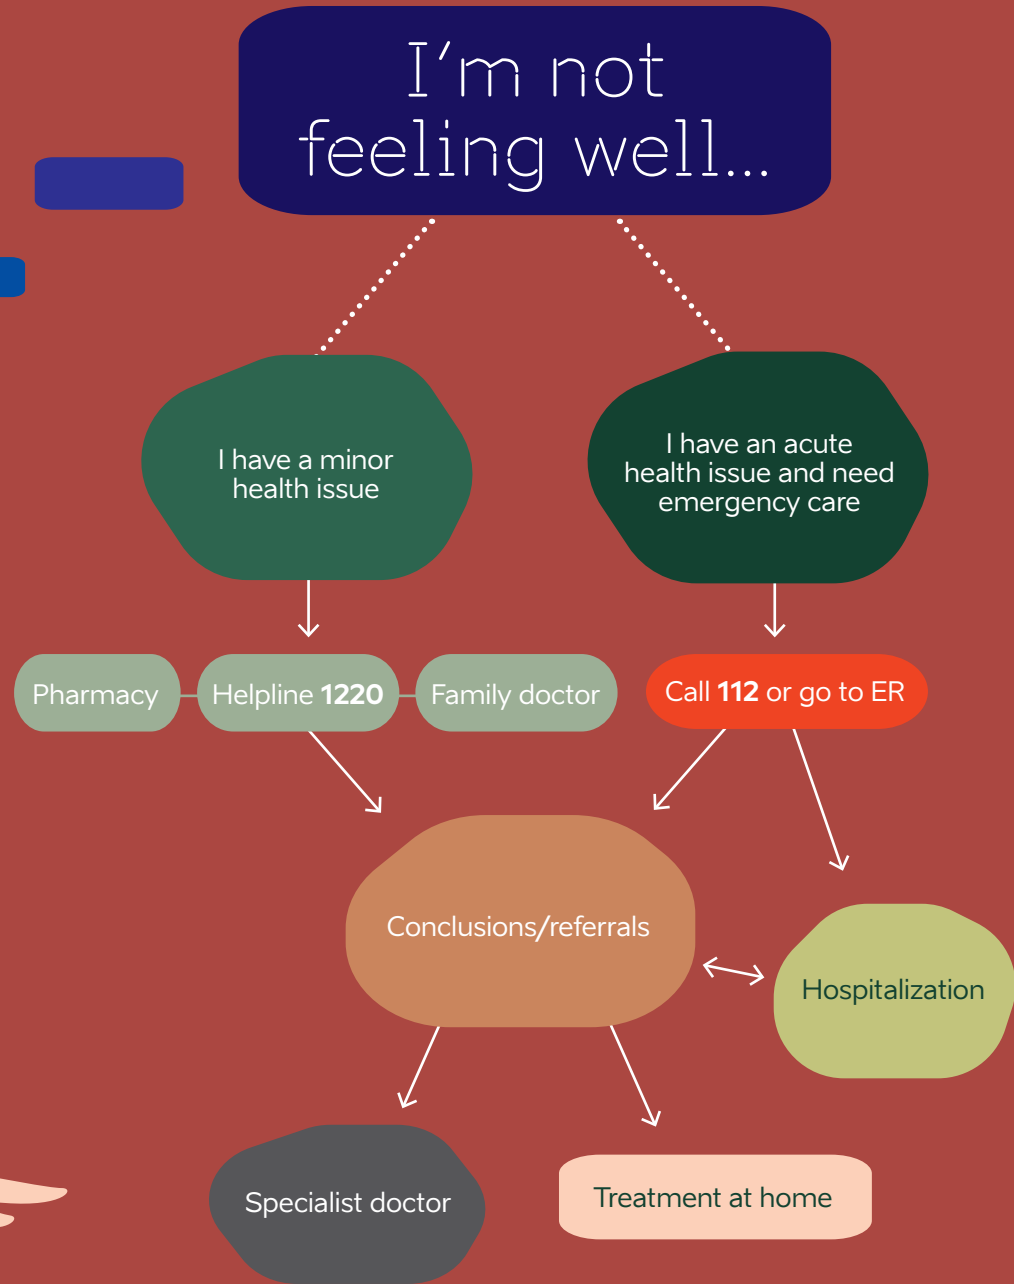 I’m not
feeling well...
I have a minor
health issue
I have an acute
health issue and need
emergency care
Pharmacy
Helpline 1220
Family doctor
Call 112 or go to ER
Conclusions/referrals
Hospitalization
Specialist doctor
Treatment at home